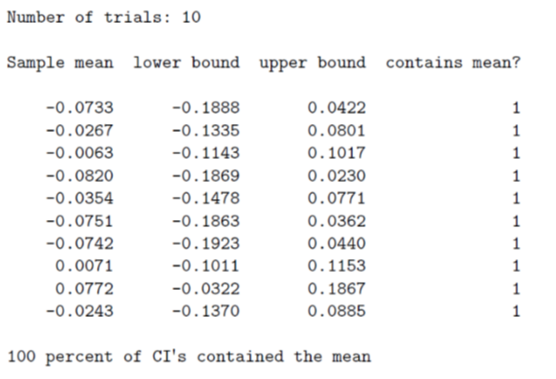 Number of trials: 10
Sample mean lower bound upper bound contains mean?
-0.0733 -0.1888 0.0422 1
-0.0267 -0.1335 0.0801 1
-0.0063 -0.1143 0.1017 1
-0.0820 -0.1869 0.0230 1
-0.0354 -0.1478 0.0771 1
-0.0751 -0.1863 0.0362 1
-0.0742 -0.1923 0.0440 1
0.0071 -0.1011 0.1153 1
0.0772 -0.0322 0.1867 1
-0.0243 -0.1370 0.0885 1
100 percent of CI's contained the mean